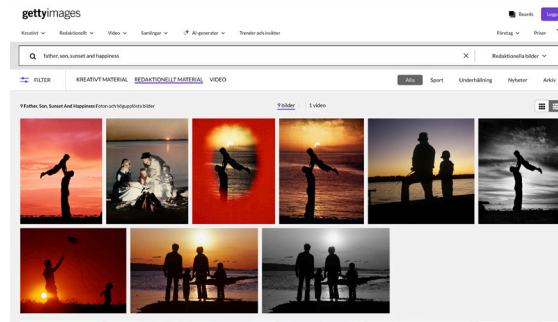 gettyimages
Boards
Kreativt Redaktionellt Video Samlingar AI-generator Trender och insikter
Företag Priser
father, son, sunset and happiness
Redaktionella bilder
FILTER
KREATIVT MATERIAL REDAKTIONELLT MATERIAL VIDEO
Alla Sport Underhållning Nyheter Arkiv
9 Father, Son, Sunset And Happiness Foton och högupplösta bilder
9 bilder 1 video